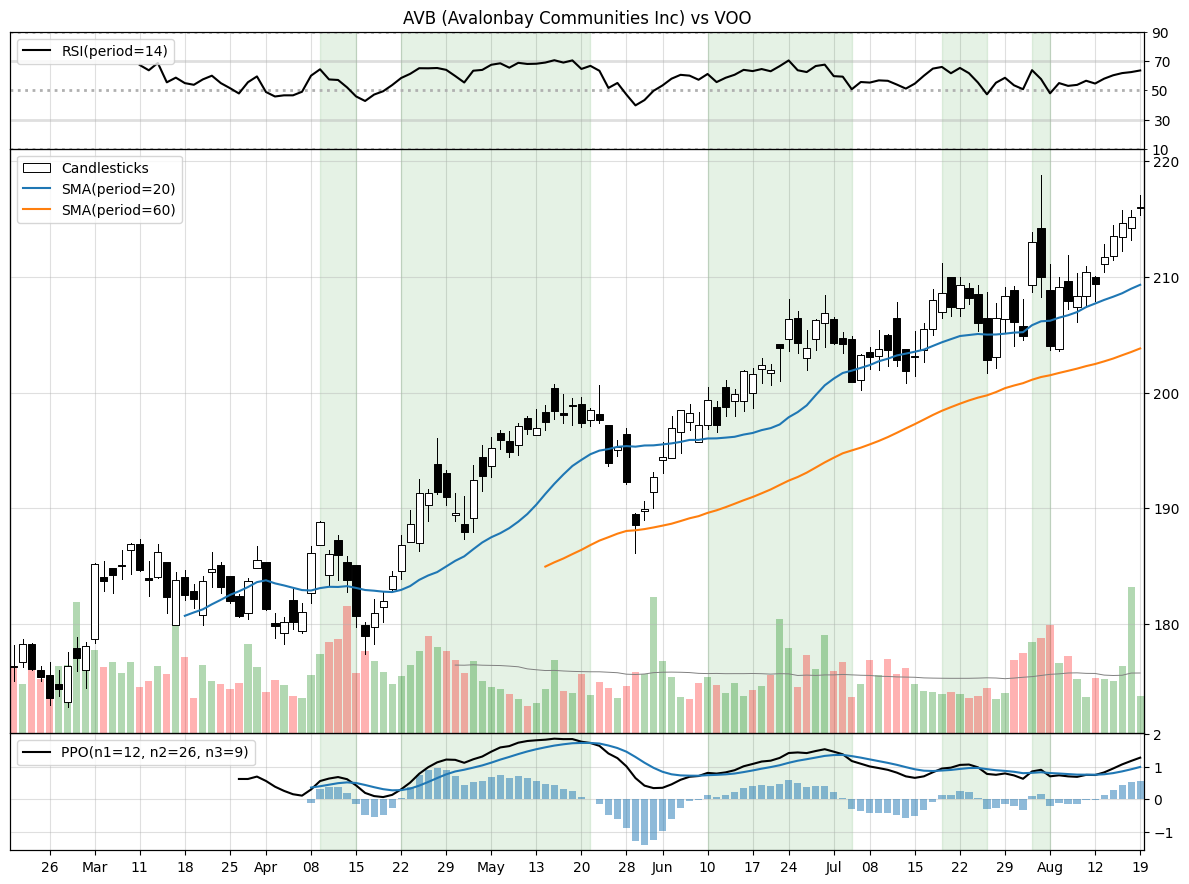 AVB (Avalonbay Communities Inc) vs VOO
RSI(period=14)
90
70
50
30
10
Candlesticks
SMA(period=20)
SMA(period=60)
220
210
200
190
180
PPO(n1=12, n2=26, n3=9)
2
1
0
−1
26 Mar 11 18 25 Apr 08 15 22 29 May 13 20 28 Jun 10 17 24 Jul 08 15 22 29 Aug 12 19